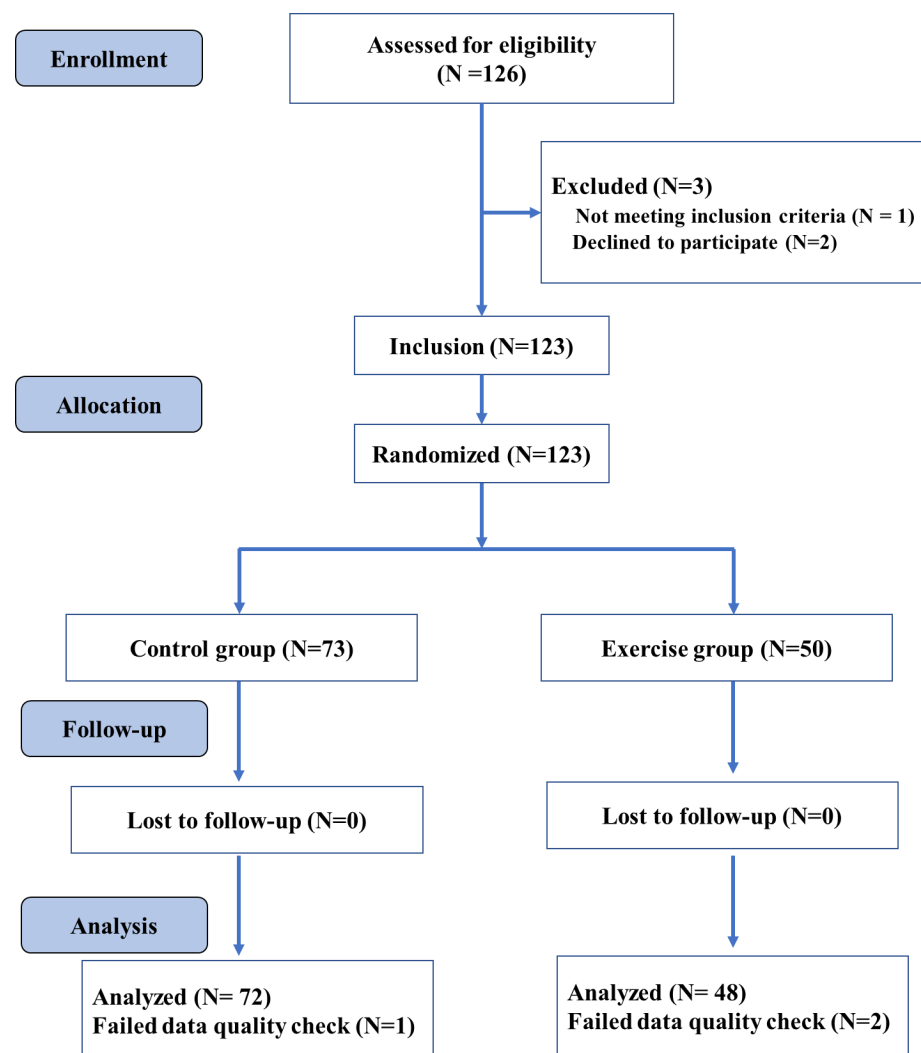 Enrollment
Assessed for eligibility
(N =126)
Excluded (N=3)
Not meeting inclusion criteria (N = 1)
Declined to participate (N=2)
Inclusion (N=123)
Allocation
Randomized (N=123)
Control group (N=73)
Exercise group (N=50)
Follow-up
Lost to follow-up (N=0)
Lost to follow-up (N=0)
Analysis
Analyzed (N= 72)
Failed data quality check (N=1)
Analyzed (N= 48)
Failed data quality check (N=2)